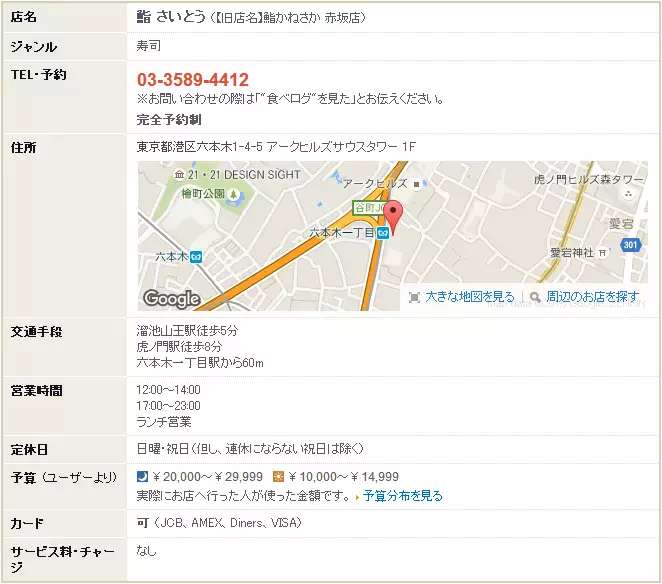 店名
鮨 さいとう （【旧店名】鮨かねさか 赤坂店）
ジャンル
寿司
TEL・予約
03-3589-4412
※お問い合わせの際は「“食べログ“を見た」とお伝えください。
完全予約制
住所
東京都港区六本木1-4-5 アークヒルズサウスタワー 1F
21・21 DESIGN SIGHT
檜町公園
アークヒルズ
虎ノ門ヒルズ森タワー
谷町JC
愛宕
六本木一丁目
301
愛宕神社
六本木
Google
大きな地図を見る
周辺のお店を探す
交通手段
溜池山王駅徒歩5分
虎ノ門駅徒歩8分
六本木一丁目駅から60m
営業時間
12:00～14:00
17:00～23:00
ランチ営業
定休日
日曜・祝日（但し、連休にならない祝日は除く）
予算 （ユーザーより）
￥20,000～￥29,999 ￥10,000～￥14,999
実際にお店へ行った人が使った金額です。 予算分布を見る
カード
可 （JCB、AMEX、Diners、VISA）
サービス料・チャー
ジ
なし